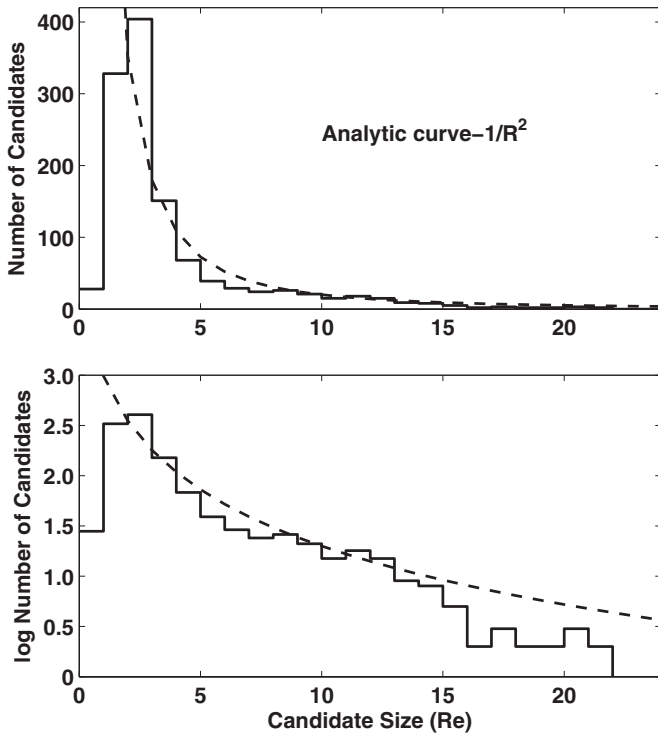 Number of Candidates
400
300
200
100
0
Analytic curve–1/R²
0 5 10 15 20
log Number of Candidates
3.0
2.5
2.0
1.5
1.0
0.5
0
0 5 10 15 20
Candidate Size (Re)